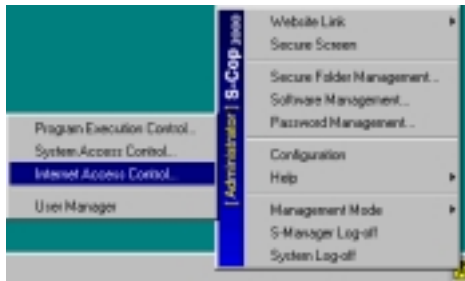 [Administrator] S-Cop 2000
Website Link
Secure Screen
Secure Folder Management...
Software Management...
Password Management...
Configuration
Help
Management Mode
S-Manager Log-off
System Log-off
Program Execution Control...
System Access Control...
Internet Access Control...
User Manager